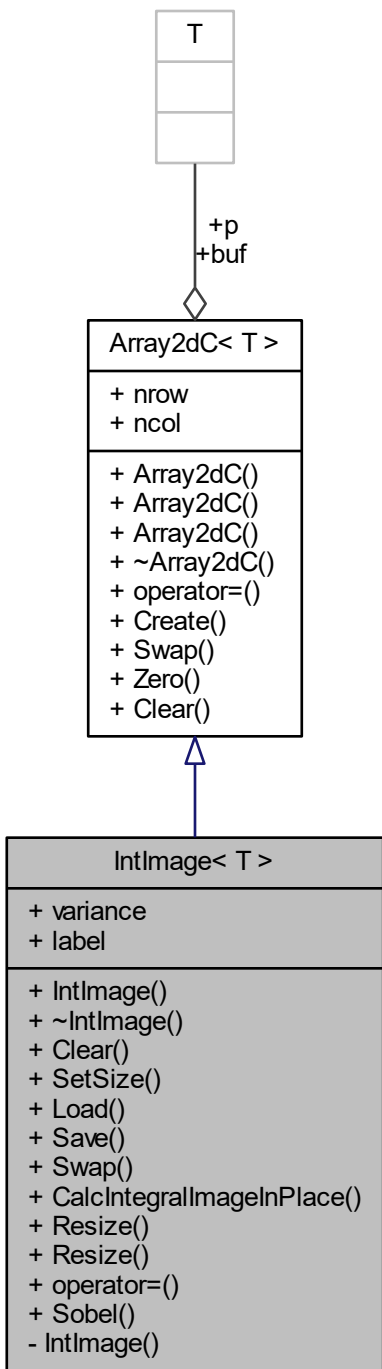 T
+p
+buf
Array2dC< T >
+ nrow
+ ncol
+ Array2dC()
+ Array2dC()
+ Array2dC()
+ ~Array2dC()
+ operator=()
+ Create()
+ Swap()
+ Zero()
+ Clear()
IntImage< T >
+ variance
+ label
+ IntImage()
+ ~IntImage()
+ Clear()
+ SetSize()
+ Load()
+ Save()
+ Swap()
+ CalcIntegralImageInPlace()
+ Resize()
+ Resize()
+ operator=()
+ Sobel()
- IntImage()